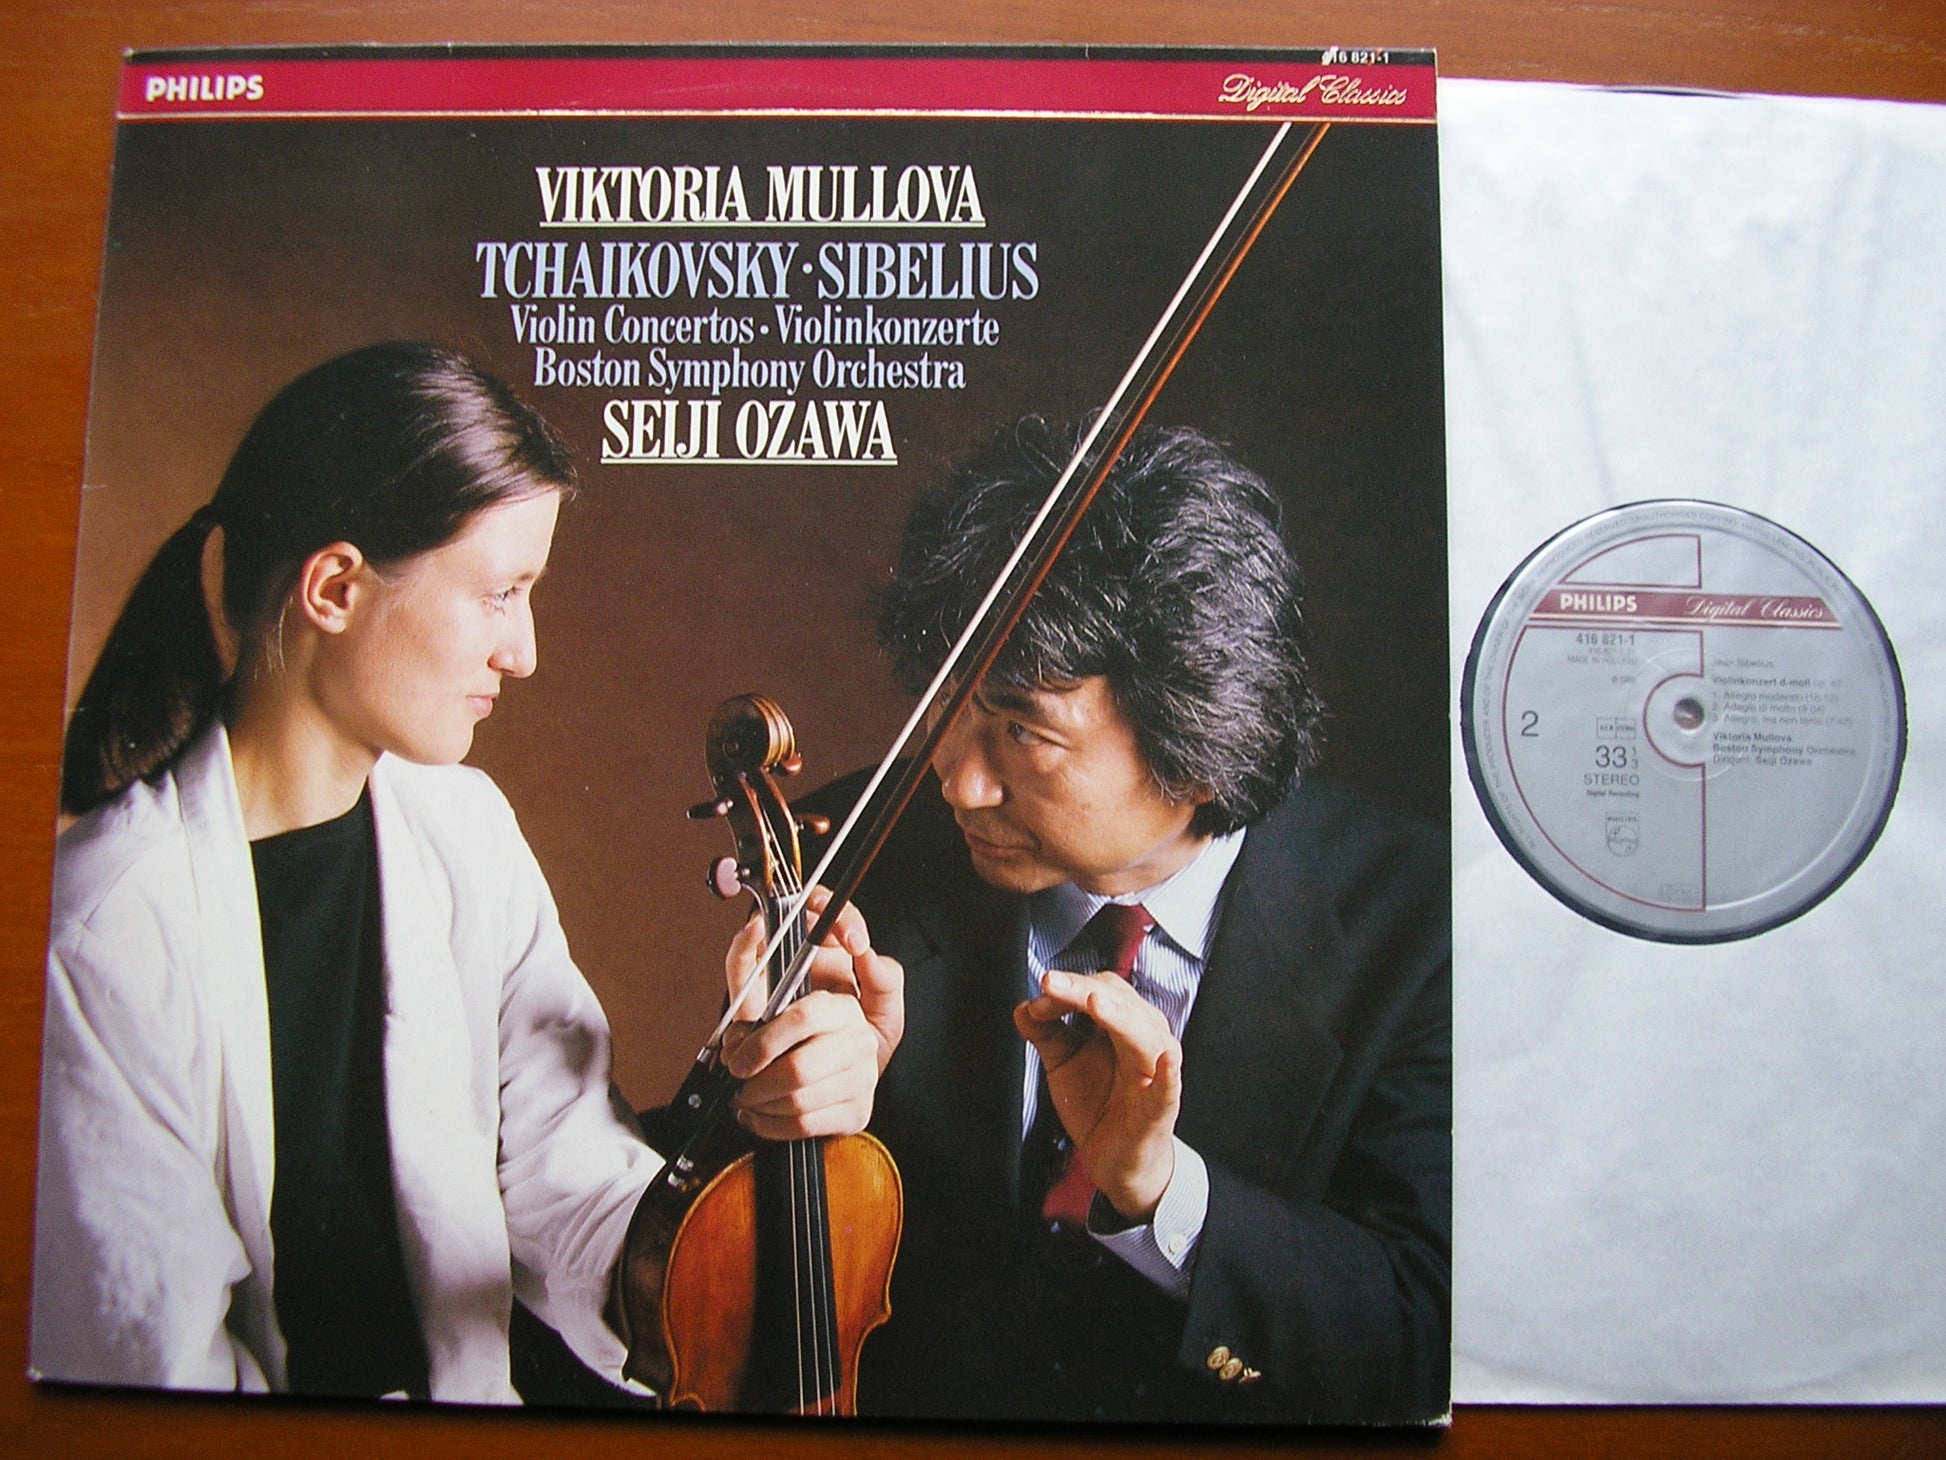 416 821-1
PHILIPS
Digital Classics
VIKTORIA MULLOVA
TCHAIKOVSKY·SIBELIUS
Violin Concertos·Violinkonzerte
Boston Symphony Orchestra
SEIJI OZAWA
PHILIPS
Digital Classics
416 821-1
MADE IN HOLLAND
Jean Sibelius
Violinkonzert d-moll op. 47
1. Allegro moderato
2. Adagio di molto
3. Allegro, ma non tanto
2
Viktoria Mullova
Boston Symphony Orchestra
Dirigent: Seiji Ozawa
33 1/3
STEREO
Digital Recording
PHILIPS